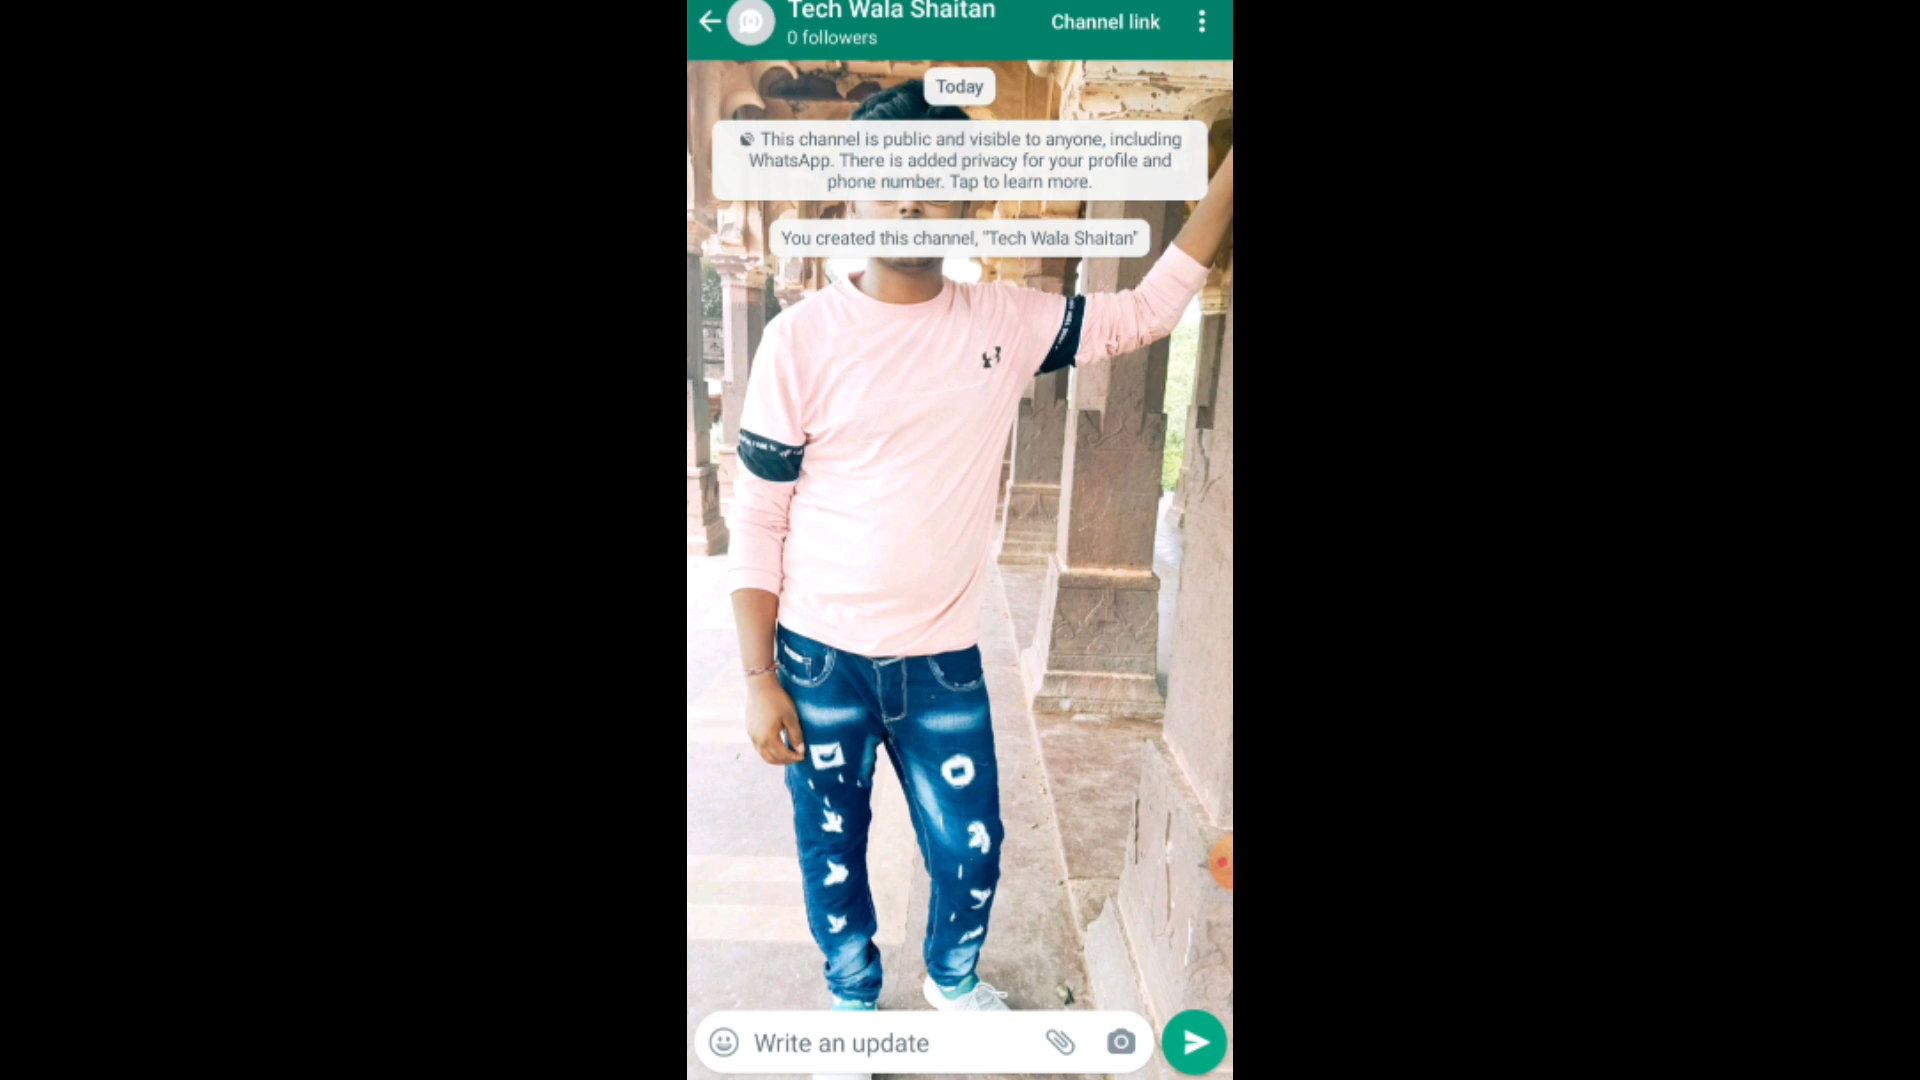 Tech Wala Shaitan
0 followers
Channel link
Today
This channel is public and visible to anyone, including
WhatsApp. There is added privacy for your profile and
phone number. Tap to learn more.
You created this channel, "Tech Wala Shaitan"
Write an update